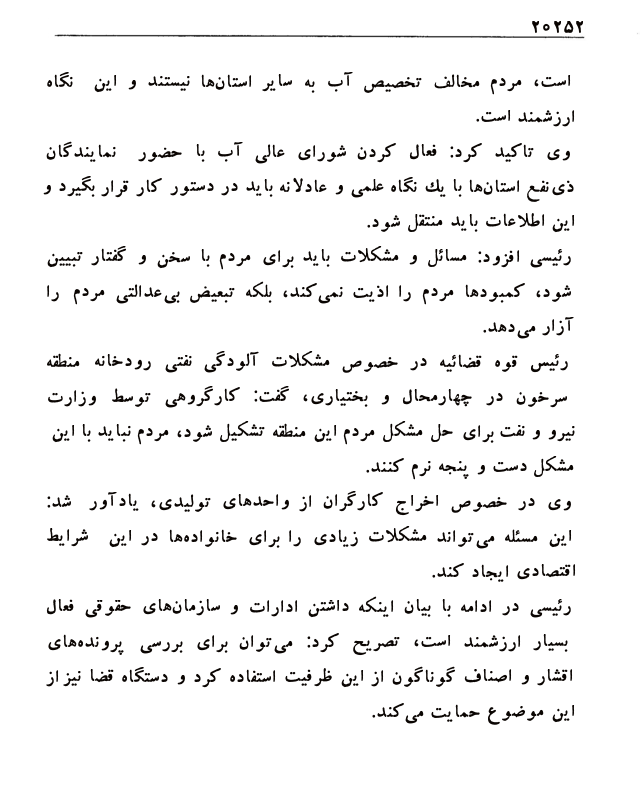 ۲۰۲۵۲
است، مردم مخالف تخصیص آب به سایر استان‌ها نیستند و این نگاه
ارزشمند است.
وی تاکید کرد: فعال کردن شورای عالی آب با حضور نمایندگان
ذی‌نفع استان‌ها با یك نگاه علمی و عادلانه باید در دستور کار قرار بگیرد و
این اطلاعات باید منتقل شود.
رئیسی افزود: مسائل و مشکلات باید برای مردم با سخن و گفتار تبیین
شود، کمبودها مردم را اذیت نمی‌کند، بلکه تبعیض بی‌عدالتی مردم را
آزار می‌دهد.
رئیس قوه قضائیه در خصوص مشکلات آلودگی نفتی رودخانه منطقه
سرخون در چهارمحال و بختیاری، گفت: کارگروهی توسط وزارت
نیرو و نفت برای حل مشکل مردم این منطقه تشکیل شود، مردم نباید با این
مشکل دست و پنجه نرم کنند.
وی در خصوص اخراج کارگران از واحدهای تولیدی، یادآور شد:
این مسئله می‌تواند مشکلات زیادی را برای خانواده‌ها در این شرایط
اقتصادی ایجاد کند.
رئیسی در ادامه با بیان اینکه داشتن ادارات و سازمان‌های حقوقی فعال
بسیار ارزشمند است، تصریح کرد: می‌توان برای بررسی پرونده‌های
اقشار و اصناف گوناگون از این ظرفیت استفاده کرد و دستگاه قضا نیز از
این موضوع حمایت می‌کند.